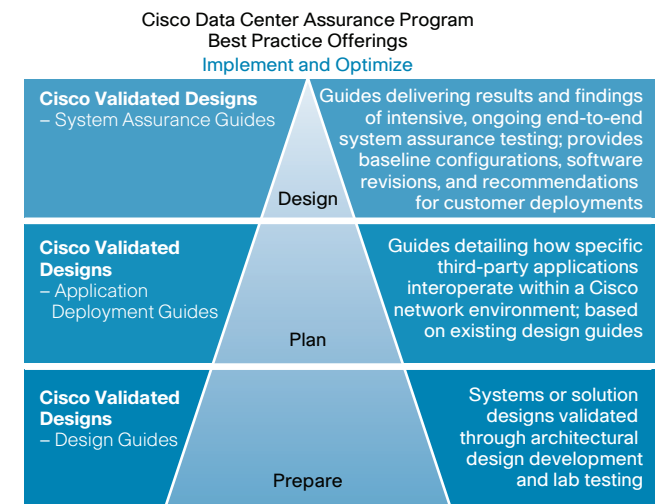 Cisco Data Center Assurance Program
Best Practice Offerings
Implement and Optimize
Cisco Validated Designs
– System Assurance Guides
Design
Guides delivering results and findings
of intensive, ongoing end-to-end
system assurance testing; provides
baseline configurations, software
revisions, and recommendations
for customer deployments
Cisco Validated
Designs
– Application
Deployment Guides
Plan
Guides detailing how specific
third-party applications
interoperate within a Cisco
network environment; based
on existing design guides
Cisco Validated
Designs
– Design Guides
Prepare
Systems or solution
designs validated
through architectural
design development
and lab testing